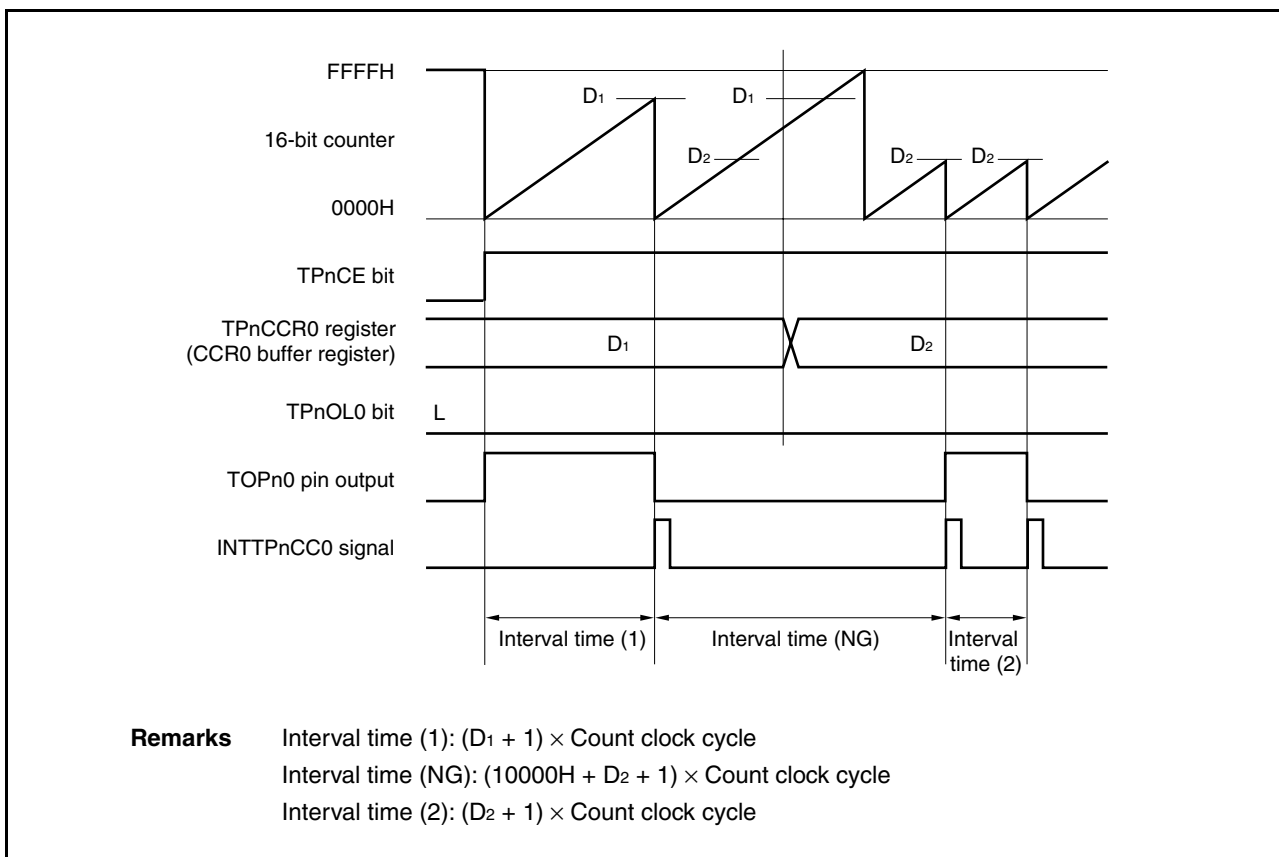 FFFFH
D1
D1
16-bit counter
D2
D2
D2
0000H
TPnCE bit
TPnCCR0 register
(CCR0 buffer register)
D1
D2
TPnOL0 bit
L
TOPn0 pin output
INTTPnCC0 signal
Interval time (1)
Interval time (NG)
Interval
time (2)
Remarks Interval time (1): (D1 + 1) × Count clock cycle
Interval time (NG): (10000H + D2 + 1) × Count clock cycle
Interval time (2): (D2 + 1) × Count clock cycle